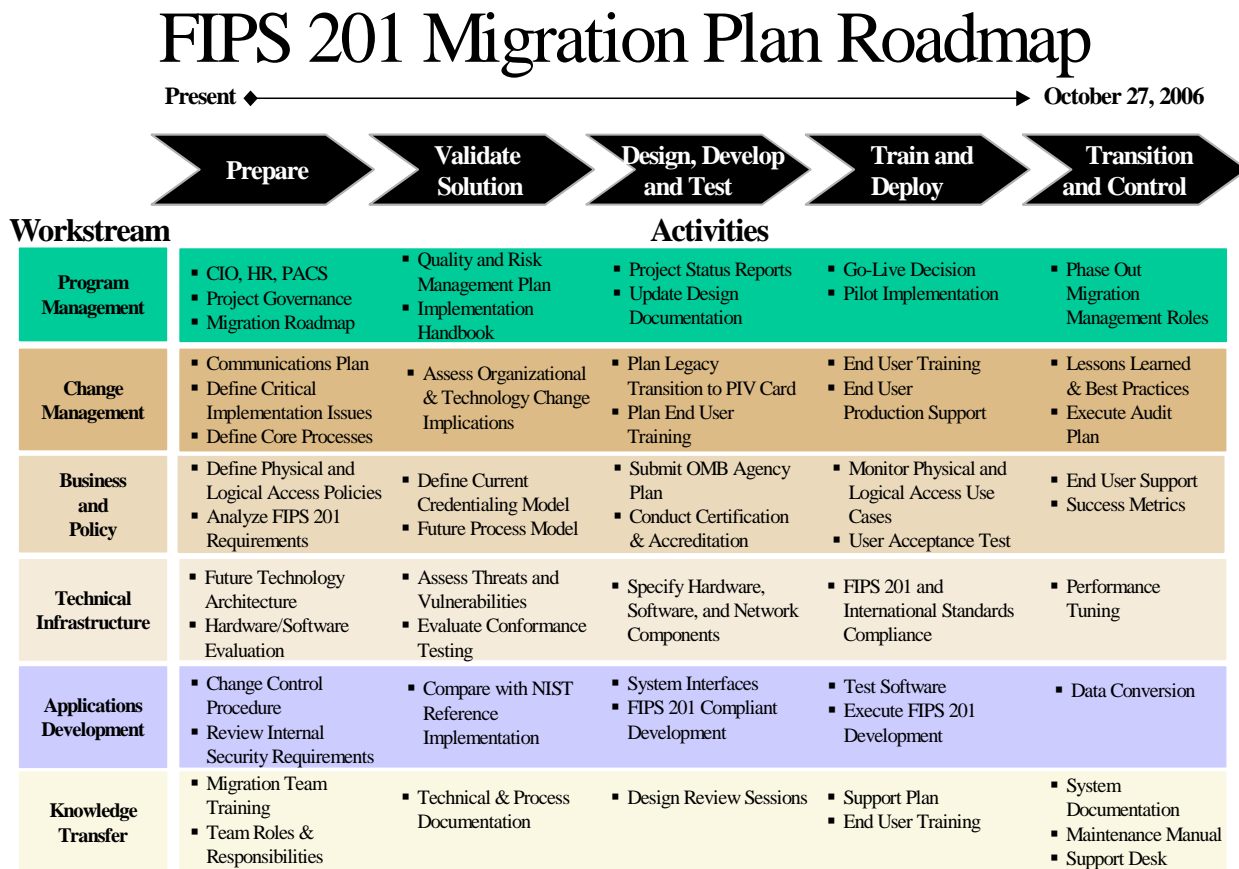 FIPS 201 Migration Plan Roadmap
Present
October 27, 2006
Prepare
Validate
Solution
Design, Develop
and Test
Train and
Deploy
Transition
and Control
Workstream
Activities
Program
Management
▪ CIO, HR, PACS
▪ Project Governance
▪ Migration Roadmap
▪ Quality and Risk
Management Plan
▪ Implementation
Handbook
▪ Project Status Reports
▪ Update Design
Documentation
▪ Go-Live Decision
▪ Pilot Implementation
▪ Phase Out
Migration
Management Roles
Change
Management
▪ Communications Plan
▪ Define Critical
Implementation Issues
▪ Define Core Processes
▪ Assess Organizational
& Technology Change
Implications
▪ Plan Legacy
Transition to PIV Card
▪ Plan End User
Training
▪ End User Training
▪ End User
Production Support
▪ Lessons Learned
& Best Practices
▪ Execute Audit
Plan
Business
and
Policy
▪ Define Physical and
Logical Access Policies
▪ Analyze FIPS 201
Requirements
▪ Define Current
Credentialing Model
▪ Future Process Model
▪ Submit OMB Agency
Plan
▪ Conduct Certification
& Accreditation
▪ Monitor Physical and
Logical Access Use
Cases
▪ User Acceptance Test
▪ End User Support
▪ Success Metrics
Technical
Infrastructure
▪ Future Technology
Architecture
▪ Hardware/Software
Evaluation
▪ Assess Threats and
Vulnerabilities
▪ Evaluate Conformance
Testing
▪ Specify Hardware,
Software, and Network
Components
▪ FIPS 201 and
International Standards
Compliance
▪ Performance
Tuning
Applications
Development
▪ Change Control
Procedure
▪ Review Internal
Security Requirements
▪ Compare with NIST
Reference
Implementation
▪ System Interfaces
▪ FIPS 201 Compliant
Development
▪ Test Software
▪ Execute FIPS 201
Development
▪ Data Conversion
Knowledge
Transfer
▪ Migration Team
Training
▪ Team Roles &
Responsibilities
▪ Technical & Process
Documentation
▪ Design Review Sessions
▪ Support Plan
▪ End User Training
▪ System
Documentation
▪ Maintenance Manual
▪ Support Desk